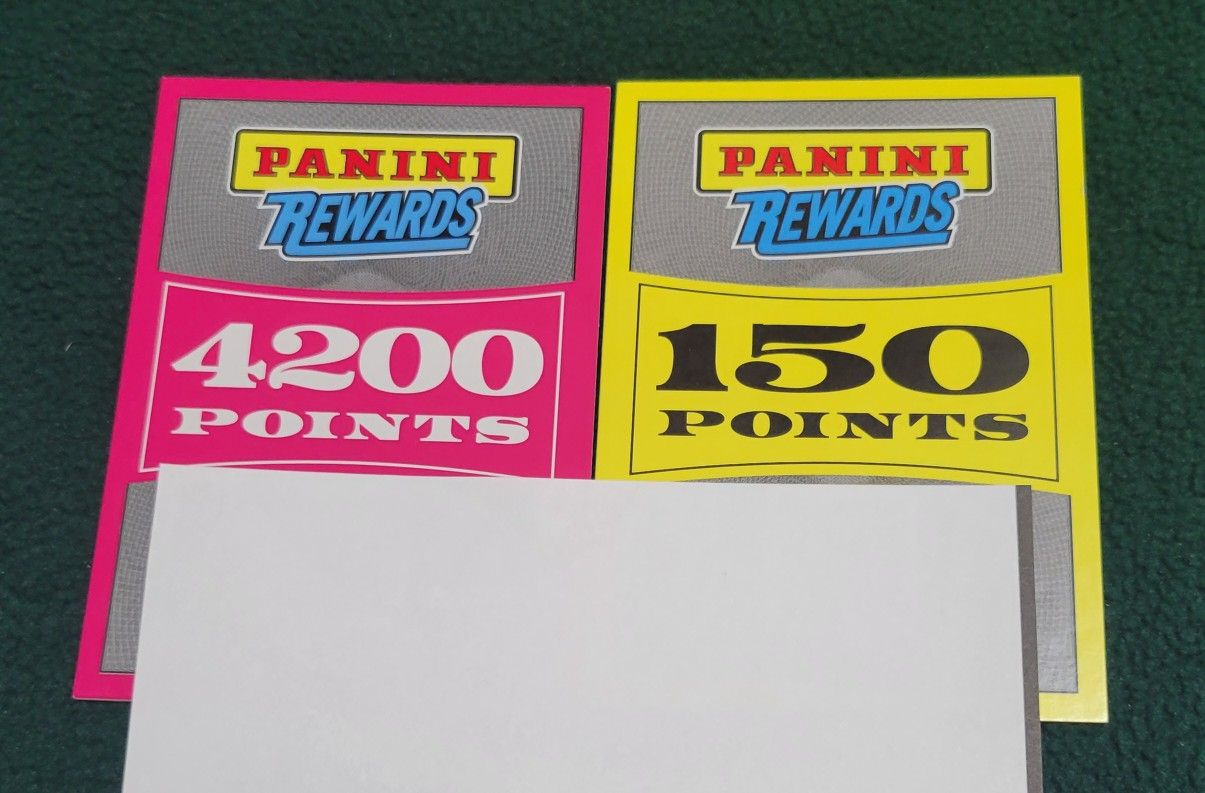 PANINI
REWARDS
4200
POINTS
PANINI
REWARDS
150
POINTS